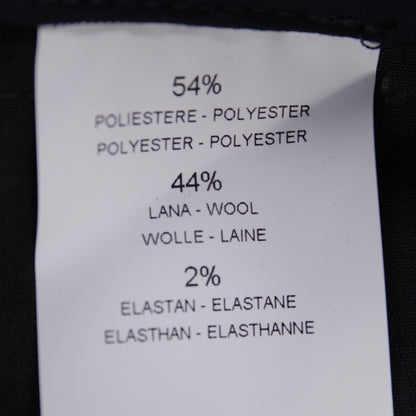 54%
POLIESTERE - POLYESTER
POLYESTER - POLYESTER
44%
LANA - WOOL
WOLLE - LAINE
2%
ELASTAN - ELASTANE
ELASTHAN - ELASTHANNE